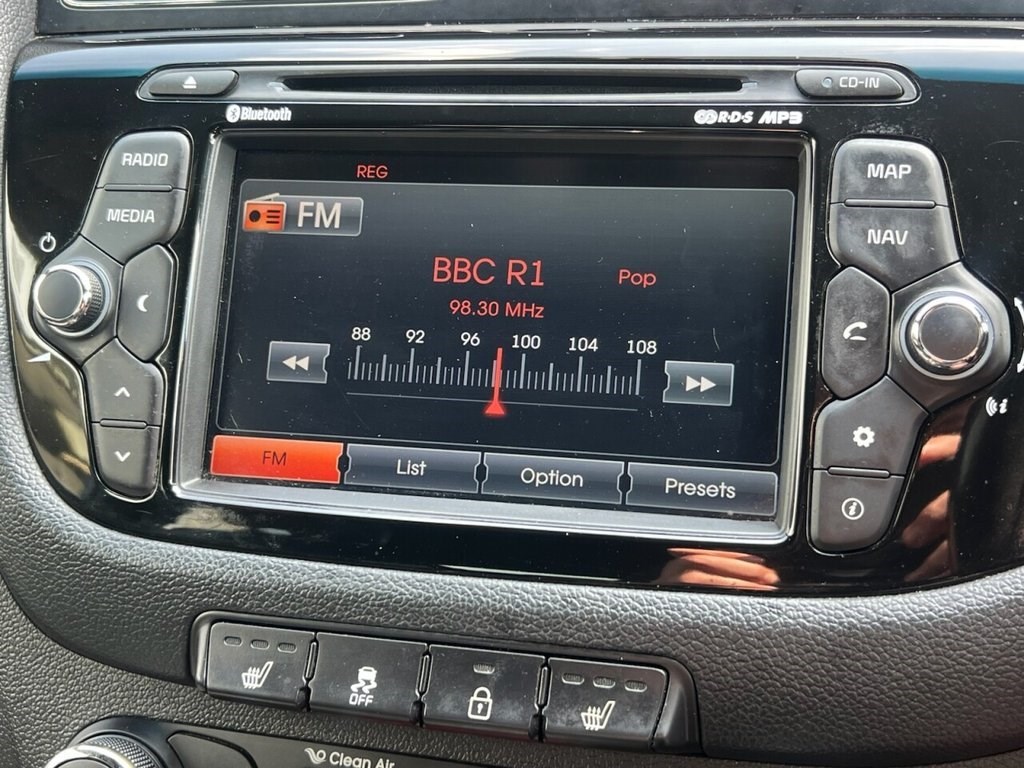 CD-IN
Bluetooth
R·D·S MP3
RADIO
MEDIA
MAP
NAV
REG
FM
BBC R1
Pop
98.30 MHz
88 92 96 100 104 108
FM List Option Presets
OFF
Clean Air